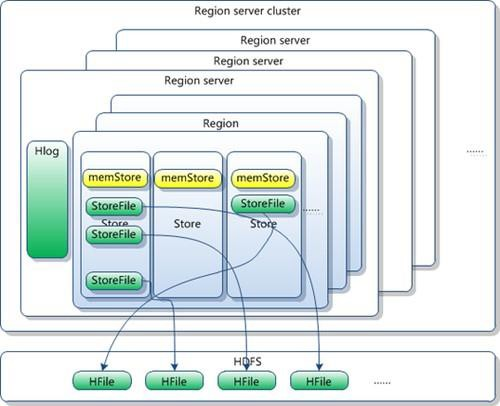 Region server cluster
Region server
Region server
Region server
Region
Hlog
memStore
memStore
memStore
StoreFile
StoreFile
Store
Store
Store
StoreFile
StoreFile
......
......
HDFS
HFile
HFile
HFile
HFile
......